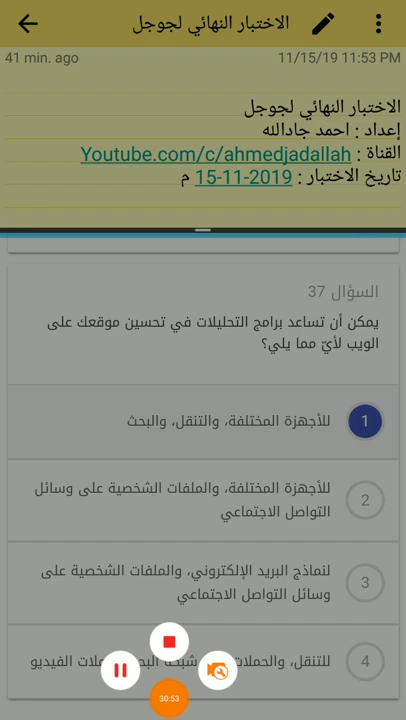 الاختبار النهائي لجوجل
41 min. ago
11/15/19 11:53 PM
الاختبار النهائي لجوجل
إعداد : احمد جادالله
القناة : Youtube.com/c/ahmedjadallah
تاريخ الاختبار : 15-11-2019 م
السؤال 37
يمكن أن تساعد برامج التحليلات في تحسين موقعك على
الويب لأيّ مما يلي؟
1 للأجهزة المختلفة، والتنقل، والبحث
2 للأجهزة المختلفة، والملفات الشخصية على وسائل
التواصل الاجتماعي
3 لنماذج البريد الإلكتروني، والملفات الشخصية على
وسائل التواصل الاجتماعي
4 للتنقل، والحملات شبكة الفيديو
30:53